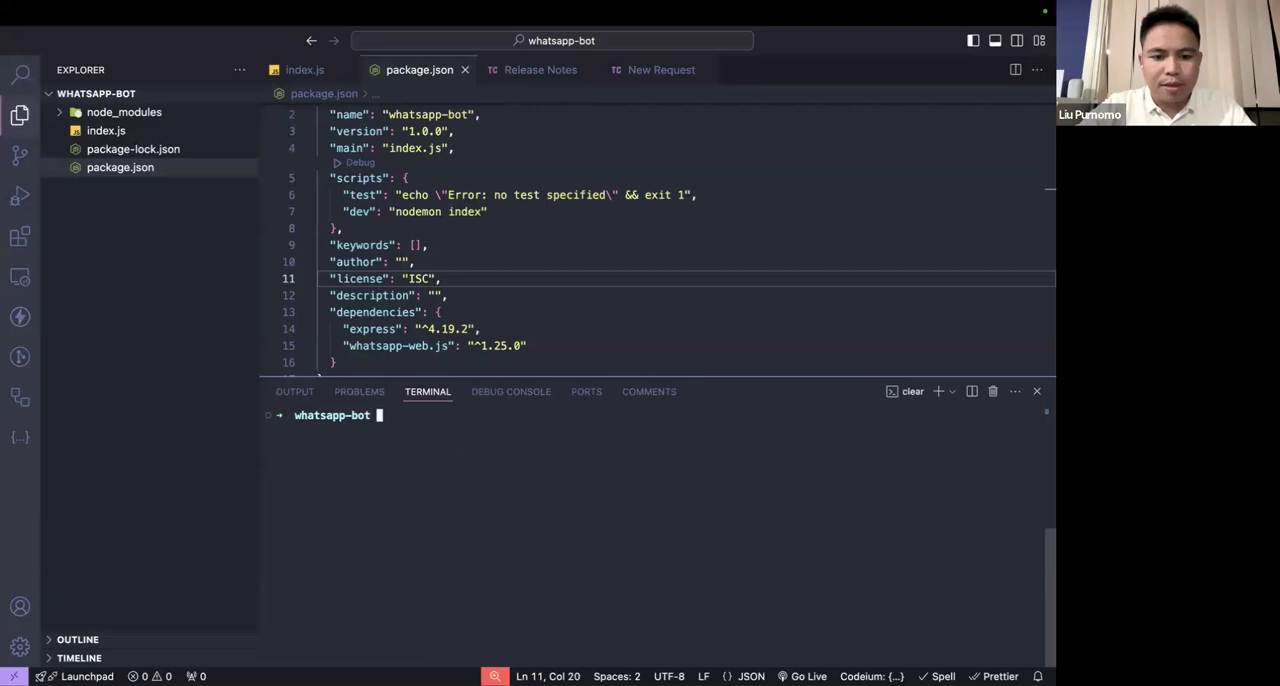 whatsapp-bot
EXPLORER
index.js
package.json
Release Notes
New Request
WHATSAPP-BOT
package.json > ...
node_modules
index.js
package-lock.json
package.json
2 "name": "whatsapp-bot",
3 "version": "1.0.0",
4 "main": "index.js",
Debug
5 "scripts": {
6 "test": "echo \"Error: no test specified\" && exit 1",
7 "dev": "nodemon index"
8 },
9 "keywords": [],
10 "author": "",
11 "license": "ISC",
12 "description": "",
13 "dependencies": {
14 "express": "^4.19.2",
15 "whatsapp-web.js": "^1.25.0"
16 }
OUTPUT PROBLEMS TERMINAL DEBUG CONSOLE PORTS COMMENTS clear
whatsapp-bot
OUTLINE
TIMELINE
Launchpad 0 0 0 Ln 11, Col 20 Spaces: 2 UTF-8 LF {} JSON Go Live Codeium: {...} Spell Prettier
Liu Purnomo